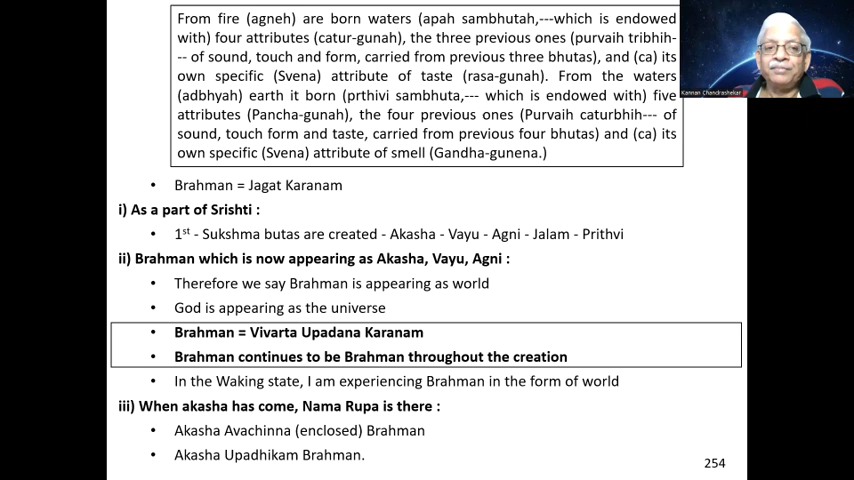 From fire (agneh) are born waters (apah sambhutah,---which is endowed
with) four attributes (catur-gunah), the three previous ones (purvaih tribhih-
-- of sound, touch and form, carried from previous three bhutas), and (ca) its
own specific (Svena) attribute of taste (rasa-gunah). From the waters
(adbhyah) earth it born (prthivi sambhuta,--- which is endowed with) five
attributes (Pancha-gunah), the four previous ones (Purvaih caturbhih--- of
sound, touch form and taste, carried from previous four bhutas) and (ca) its
own specific (Svena) attribute of smell (Gandha-gunena.)
Kannan Chandrashekar
• Brahman = Jagat Karanam
i) As a part of Srishti :
• 1st - Sukshma butas are created - Akasha - Vayu - Agni - Jalam - Prithvi
ii) Brahman which is now appearing as Akasha, Vayu, Agni :
• Therefore we say Brahman is appearing as world
• God is appearing as the universe
• Brahman = Vivarta Upadana Karanam
• Brahman continues to be Brahman throughout the creation
• In the Waking state, I am experiencing Brahman in the form of world
iii) When akasha has come, Nama Rupa is there :
• Akasha Avachinna (enclosed) Brahman
• Akasha Upadhikam Brahman.
254